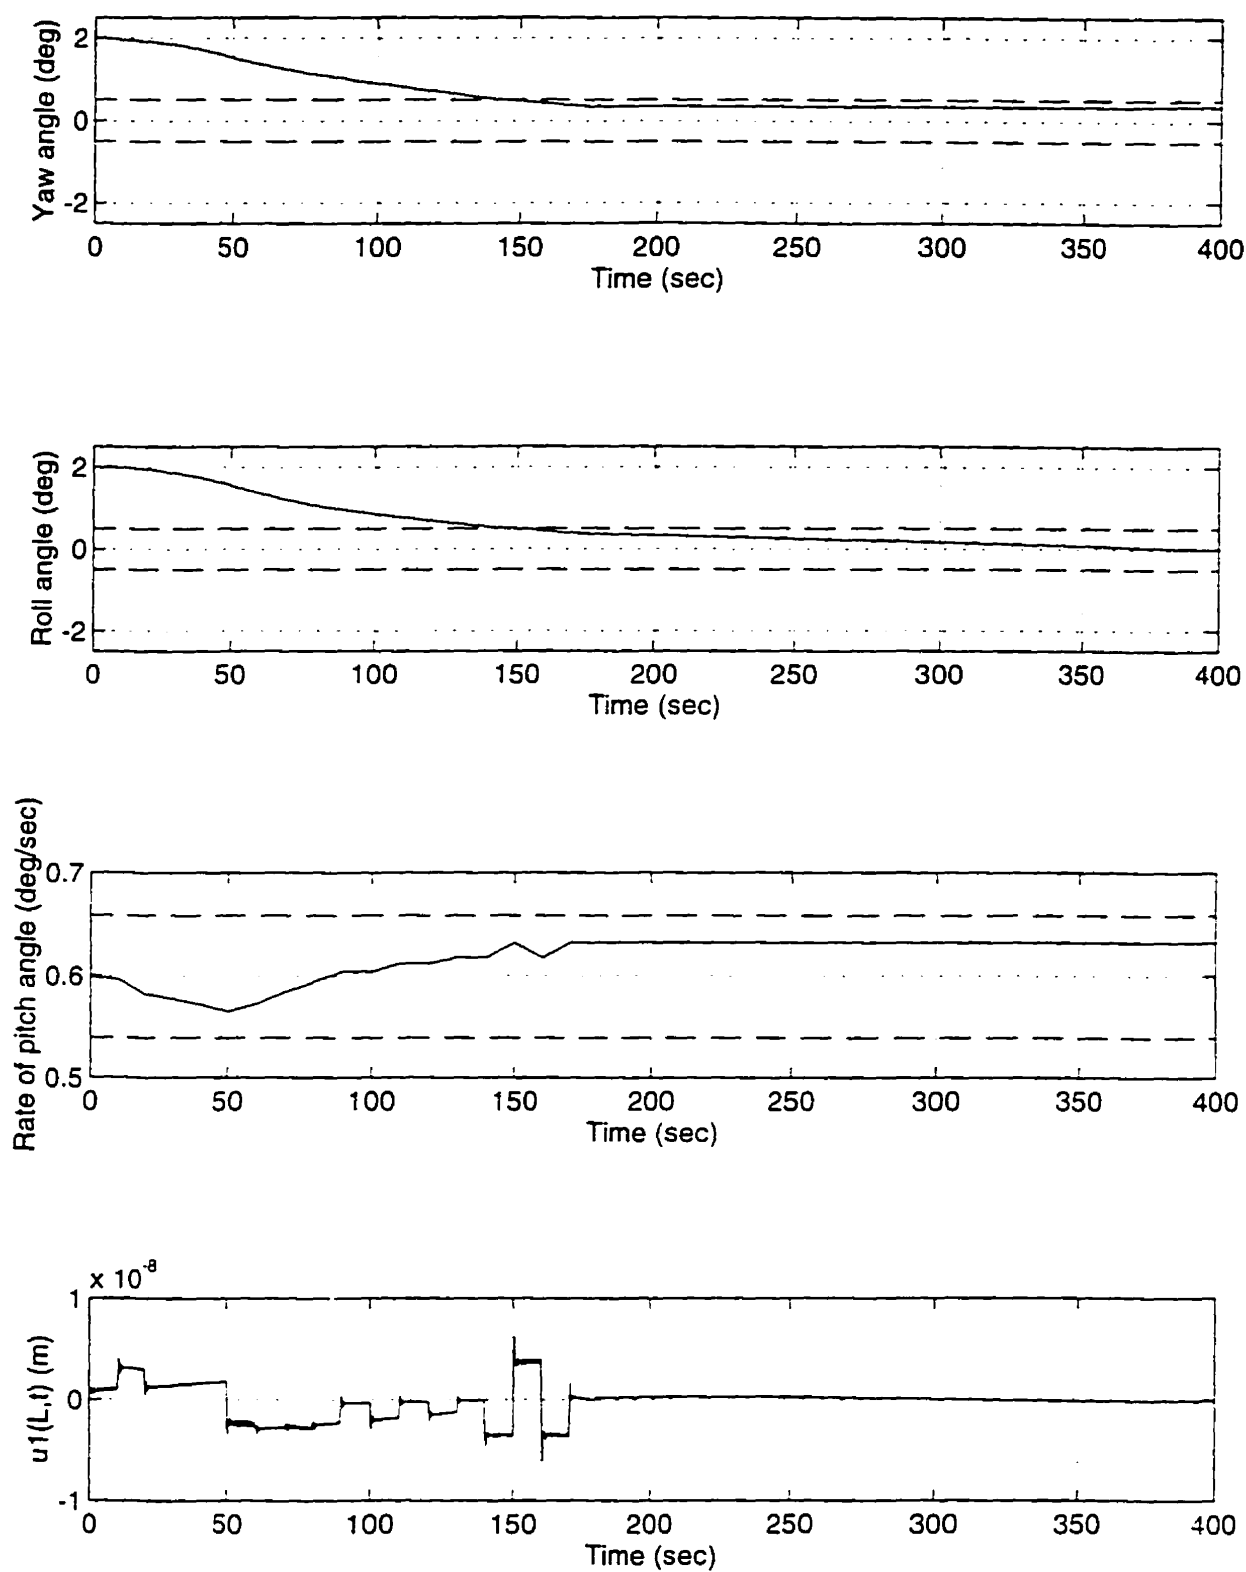 Yaw angle (deg)
2
0
-2
0 50 100 150 200 250 300 350 400
Time (sec)
Roll angle (deg)
2
0
-2
0 50 100 150 200 250 300 350 400
Time (sec)
Rate of pitch angle (deg/sec)
0.7
0.6
0.5
0 50 100 150 200 250 300 350 400
Time (sec)
x 10^-8
u1(L,t) (m)
1
0
-1
0 50 100 150 200 250 300 350 400
Time (sec)